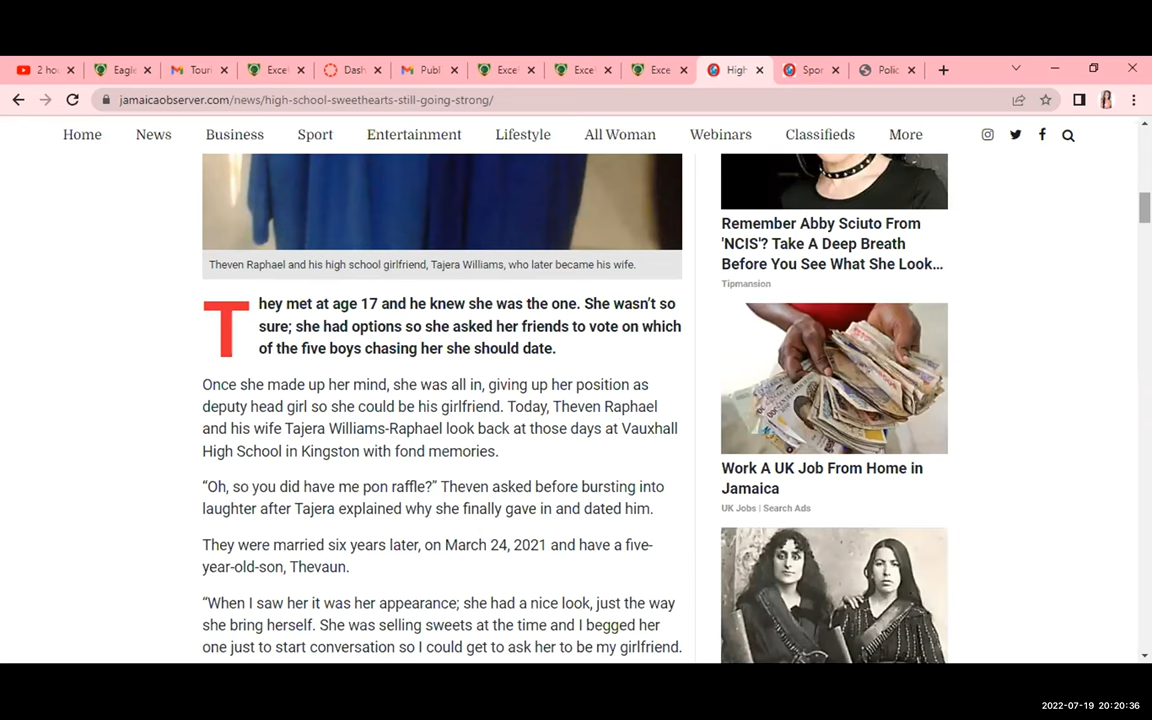 2 hou
Eagle
Touri
Exce
Dash
Publ
Exce
Exce
Exce
High
Spor
Polic
jamaicaobserver.com/news/high-school-sweethearts-still-going-strong/
Home News Business Sport Entertainment Lifestyle All Woman Webinars Classifieds More
Theven Raphael and his high school girlfriend, Tajera Williams, who later became his wife.
They met at age 17 and he knew she was the one. She wasn't so
sure; she had options so she asked her friends to vote on which
of the five boys chasing her she should date.
Once she made up her mind, she was all in, giving up her position as
deputy head girl so she could be his girlfriend. Today, Theven Raphael
and his wife Tajera Williams-Raphael look back at those days at Vauxhall
High School in Kingston with fond memories.
“Oh, so you did have me pon raffle?” Theven asked before bursting into
laughter after Tajera explained why she finally gave in and dated him.
They were married six years later, on March 24, 2021 and have a five-
year-old-son, Thevaun.
“When I saw her it was her appearance; she had a nice look, just the way
she bring herself. She was selling sweets at the time and I begged her
one just to start conversation so I could get to ask her to be my girlfriend.
Remember Abby Sciuto From
'NCIS'? Take A Deep Breath
Before You See What She Look...
Tipmansion
Work A UK Job From Home in
Jamaica
UK Jobs | Search Ads
2022-07-19 20:20:36